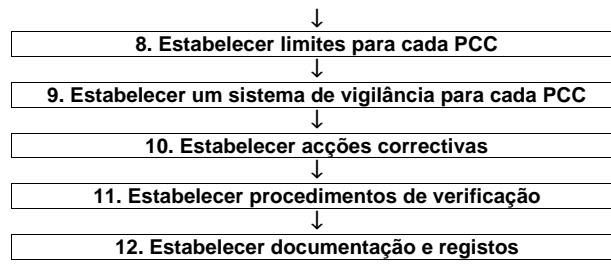 8. Estabelecer limites para cada PCC
9. Estabelecer um sistema de vigilância para cada PCC
10. Estabelecer acções correctivas
11. Estabelecer procedimentos de verificação
12. Estabelecer documentação e registos